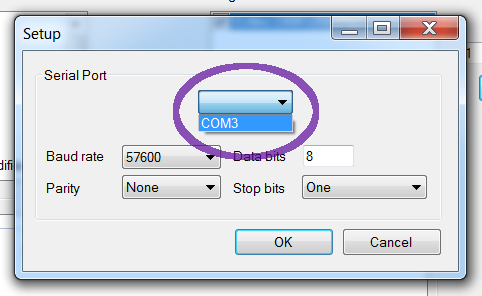 Setup
Serial Port
COM3
Baud rate 57600 Data bits 8
Parity None Stop bits One
OK Cancel